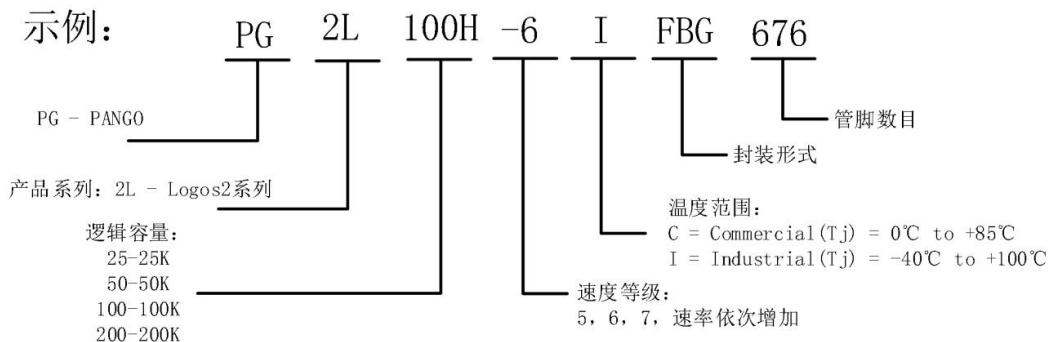 示例：
PG 2L 100H -6 I FBG 676
PG - PANGO
管脚数目
封装形式
产品系列：2L - Logos2系列
温度范围：
C = Commercial(Tj) = 0℃ to +85℃
I = Industrial(Tj) = -40℃ to +100℃
逻辑容量：
25-25K
50-50K
100-100K
200-200K
速度等级：
5, 6, 7, 速率依次增加